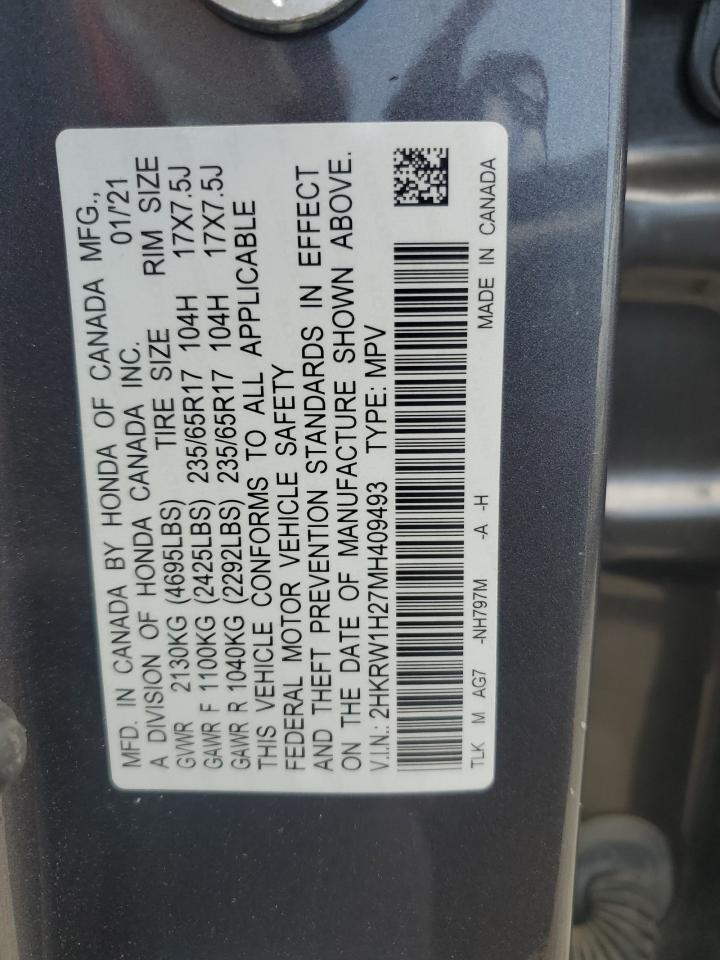 MFD. IN CANADA BY HONDA OF CANADA MFG.,
A DIVISION OF HONDA CANADA INC. 01/'21
GVWR 2130KG (4695LBS) TIRE SIZE RIM SIZE
GAWR F 1100KG (2425LBS) 235/65R17 104H 17X7.5J
GAWR R 1040KG (2292LBS) 235/65R17 104H 17X7.5J
THIS VEHICLE CONFORMS TO ALL APPLICABLE
FEDERAL MOTOR VEHICLE SAFETY
AND THEFT PREVENTION STANDARDS IN EFFECT
ON THE DATE OF MANUFACTURE SHOWN ABOVE.
V.I.N.: 2HKRW1H27MH409493 TYPE: MPV
TLK M AG7 -NH797M -A -H MADE IN CANADA